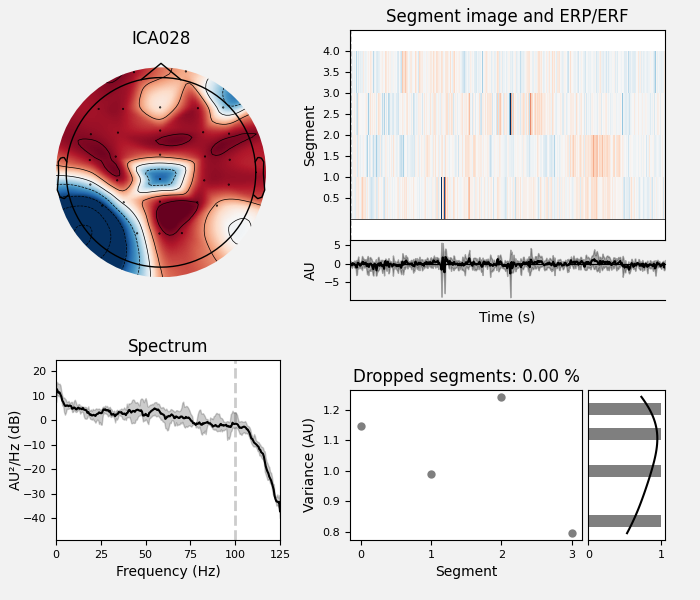 ICA028
Segment image and ERP/ERF
Segment
4.0
3.5
3.0
2.5
2.0
1.5
1.0
0.5
AU
5
0
−5
Time (s)
Spectrum
AU²/Hz (dB)
20
10
0
−10
−20
−30
−40
0 25 50 75 100 125
Frequency (Hz)
Dropped segments: 0.00 %
Variance (AU)
1.2
1.1
1.0
0.9
0.8
0 1 2 3
Segment
0 1